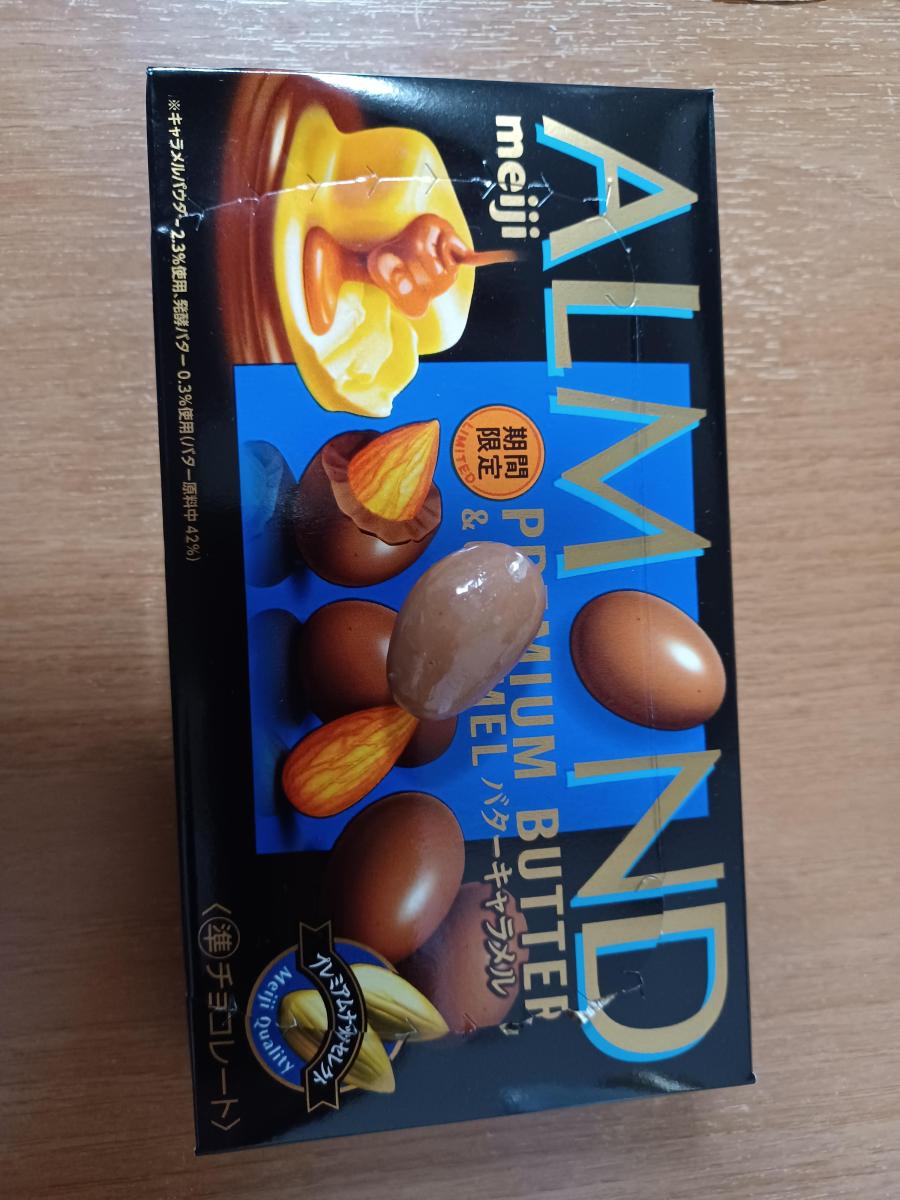 meiji
ALMOND
期間
限定
LIMITED
PREMIUM BUTTER
& CARAMEL バターキャラメル
プレミアムナッツセレクト
Meiji Quality
〈準チョコレート〉
※キャラメルパウダー2.3%使用、発酵バター0.3%使用(バター原料中42%)